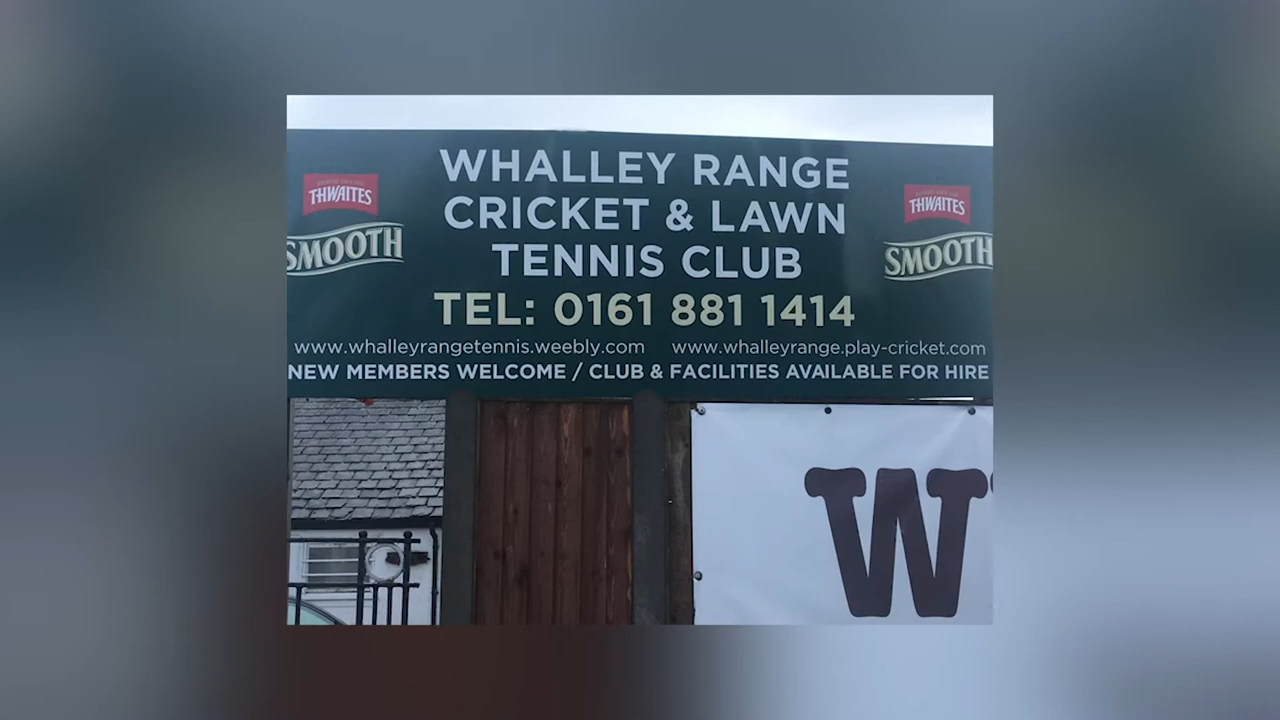 WHALLEY RANGE
CRICKET & LAWN
TENNIS CLUB
TEL: 0161 881 1414
www.whalleyrangetennis.weebly.com www.whalleyrange.play-cricket.com
NEW MEMBERS WELCOME / CLUB & FACILITIES AVAILABLE FOR HIRE
THWAITES
SMOOTH
THWAITES
SMOOTH
W